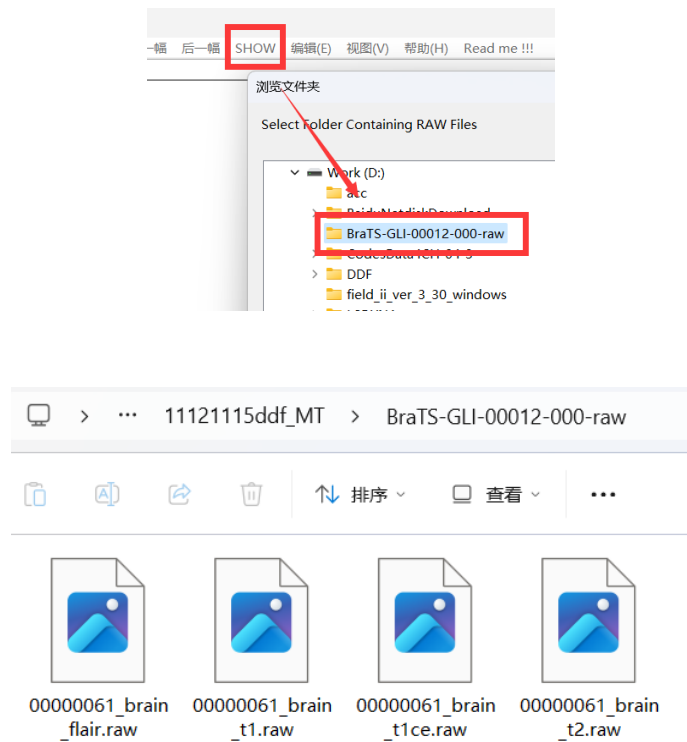 一幅 后一幅 SHOW 编辑(E) 视图(V) 帮助(H) Read me !!!
浏览文件夹
Select Folder Containing RAW Files
Work (D:)
acc
BaiduNetdiskDownload
BraTS-GLI-00012-000-raw
DDF
field_ii_ver_3_30_windows
11121115ddf_MT > BraTS-GLI-00012-000-raw
排序 查看
00000061_brain_flair.raw
00000061_brain_t1.raw
00000061_brain_t1ce.raw
00000061_brain_t2.raw